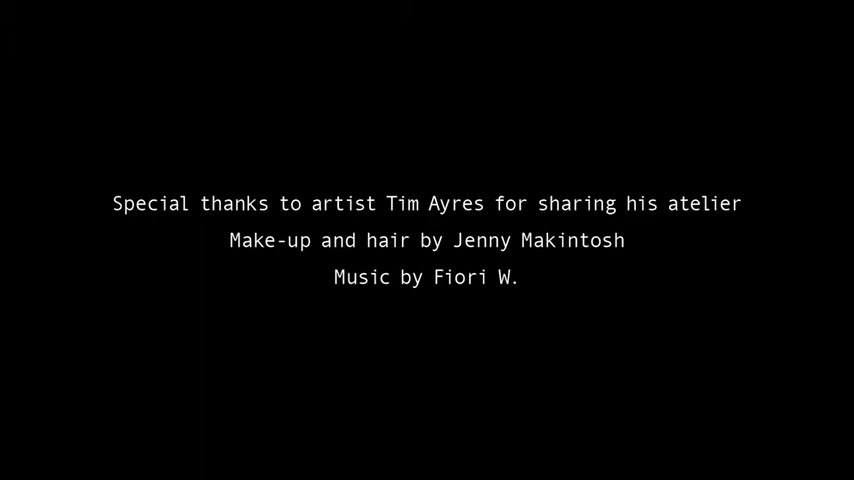 Special thanks to artist Tim Ayres for sharing his atelier
Make-up and hair by Jenny Makintosh
Music by Fiori W.